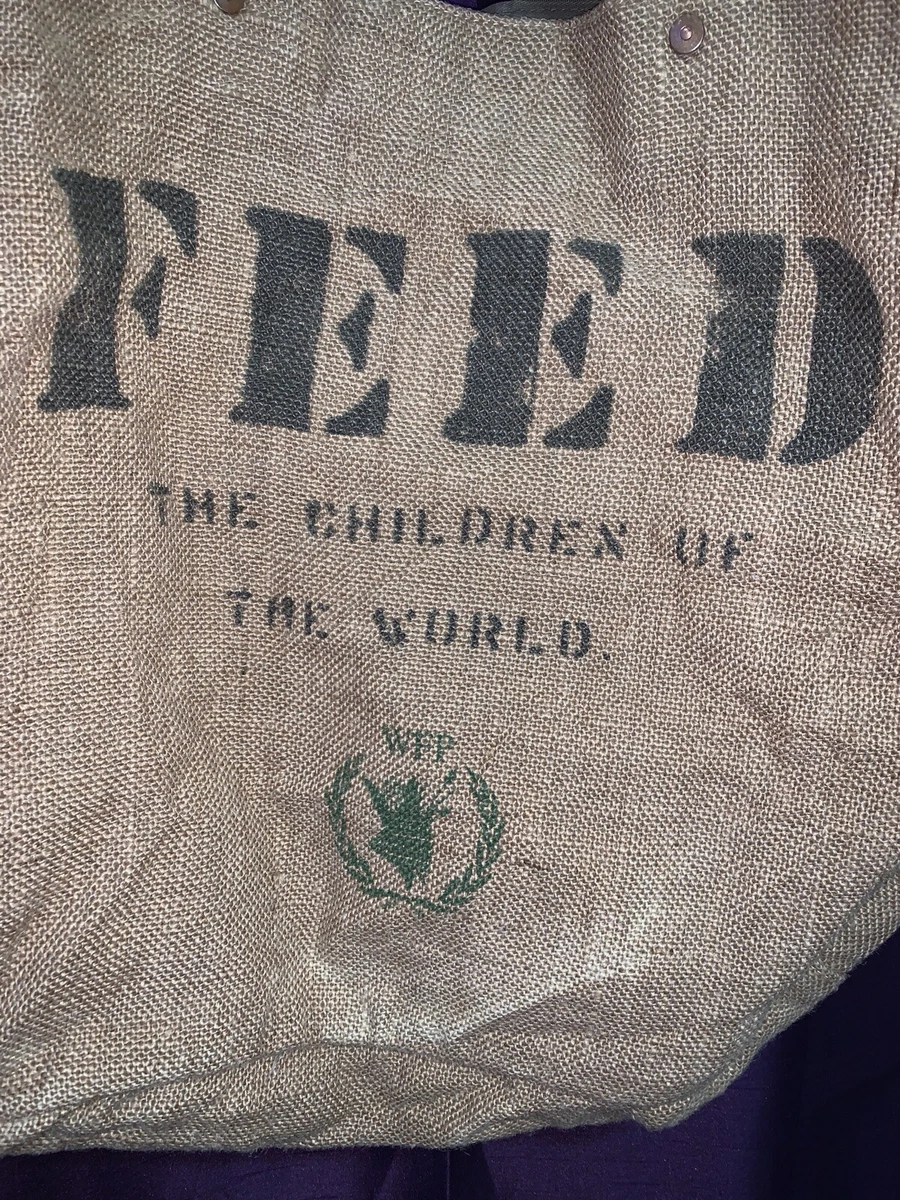 FEED
THE CHILDREN OF
THE WORLD.
WFP